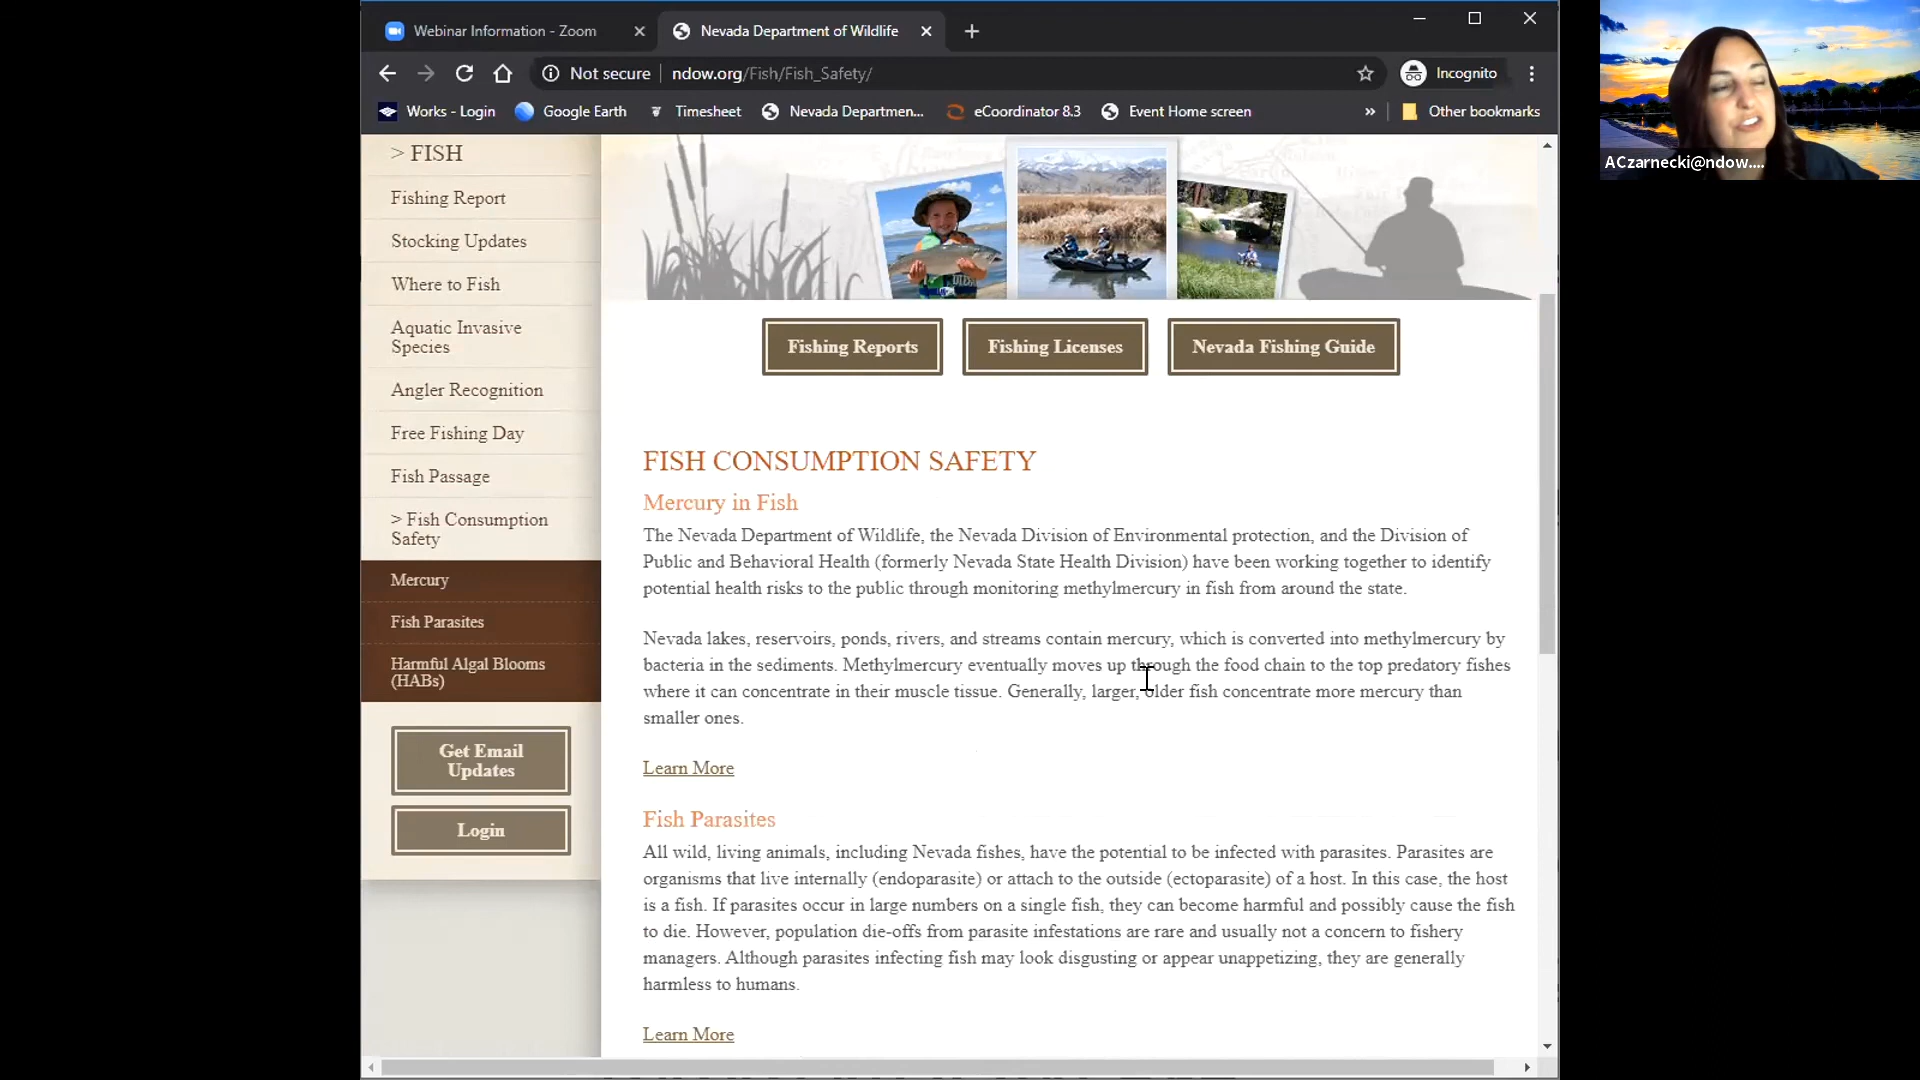 Webinar Information - Zoom
Nevada Department of Wildlife
Not secure
ndow.org/Fish/Fish_Safety/
Incognito
Works - Login
Google Earth
Timesheet
Nevada Departmen...
eCoordinator 8.3
Event Home screen
Other bookmarks
ACzarnecki@ndow....
> FISH
Fishing Report
Stocking Updates
Where to Fish
Aquatic Invasive
Species
Angler Recognition
Free Fishing Day
Fish Passage
> Fish Consumption
Safety
Mercury
Fish Parasites
Harmful Algal Blooms
(HABs)
Get Email
Updates
Login
Fishing Reports
Fishing Licenses
Nevada Fishing Guide
FISH CONSUMPTION SAFETY
Mercury in Fish
The Nevada Department of Wildlife, the Nevada Division of Environmental protection, and the Division of
Public and Behavioral Health (formerly Nevada State Health Division) have been working together to identify
potential health risks to the public through monitoring methylmercury in fish from around the state.
Nevada lakes, reservoirs, ponds, rivers, and streams contain mercury, which is converted into methylmercury by
bacteria in the sediments. Methylmercury eventually moves up through the food chain to the top predatory fishes
where it can concentrate in their muscle tissue. Generally, larger, older fish concentrate more mercury than
smaller ones.
Learn More
Fish Parasites
All wild, living animals, including Nevada fishes, have the potential to be infected with parasites. Parasites are
organisms that live internally (endoparasite) or attach to the outside (ectoparasite) of a host. In this case, the host
is a fish. If parasites occur in large numbers on a single fish, they can become harmful and possibly cause the fish
to die. However, population die-offs from parasite infestations are rare and usually not a concern to fishery
managers. Although parasites infecting fish may look disgusting or appear unappetizing, they are generally
harmless to humans.
Learn More